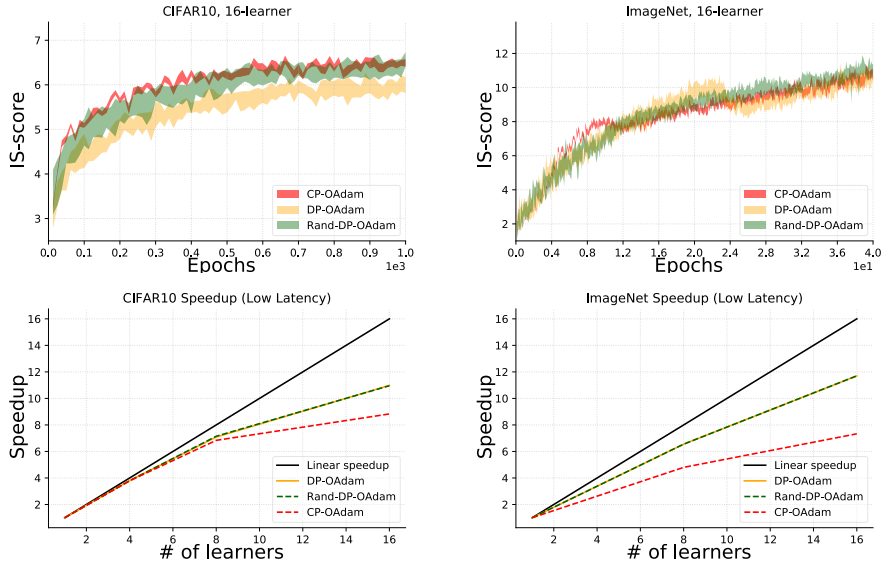 CIFAR10, 16-learner
IS-score
7
6
5
4
3
CP-OAdam
DP-OAdam
Rand-DP-OAdam
0.0 0.1 0.2 0.3 0.4 0.5 0.6 0.7 0.8 0.9 1.0
Epochs
1e3
ImageNet, 16-learner
IS-score
12
10
8
6
4
2
CP-OAdam
DP-OAdam
Rand-DP-OAdam
0.0 0.4 0.8 1.2 1.6 2.0 2.4 2.8 3.2 3.6 4.0
Epochs
1e1
CIFAR10 Speedup (Low Latency)
Speedup
16
14
12
10
8
6
4
2
Linear speedup
DP-OAdam
Rand-DP-OAdam
CP-OAdam
2 4 6 8 10 12 14 16
# of learners
ImageNet Speedup (Low Latency)
Speedup
16
14
12
10
8
6
4
2
Linear speedup
DP-OAdam
Rand-DP-OAdam
CP-OAdam
2 4 6 8 10 12 14 16
# of learners